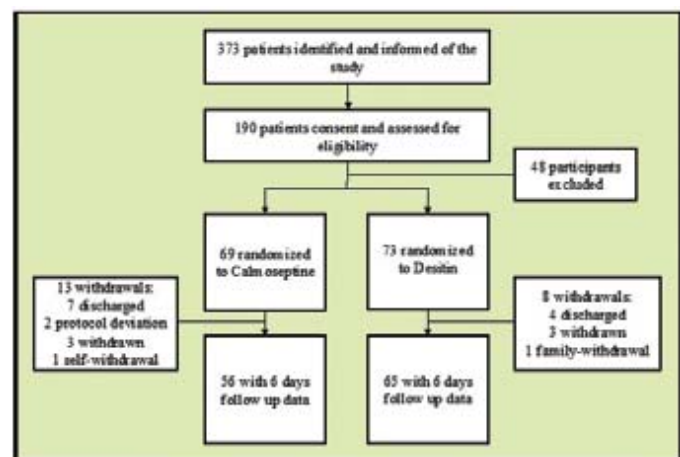 373 patients identified and informed of the
study
190 patients consent and assessed for
eligibility
48 participants
excluded
69 randomized
to Calmoseptine
73 randomized
to Desitin
13 withdrawals:
7 discharged
2 protocol deviation
3 withdrawn
1 self-withdrawal
8 withdrawals:
4 discharged
3 withdrawn
1 family-withdrawal
56 with 6 days
follow up data
65 with 6 days
follow up data